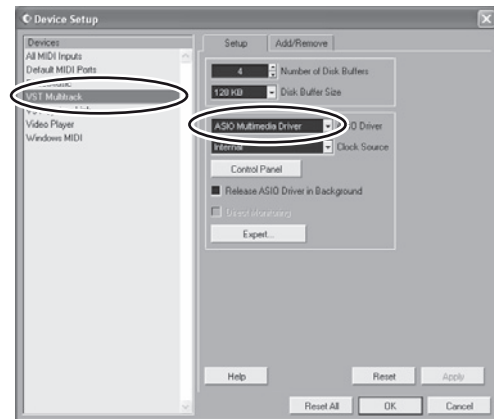 Device Setup
Devices
All MIDI Inputs
Default MIDI Ports
VST Multitrack
Video Player
Windows MIDI
Setup
Add/Remove
4
Number of Disk Buffers
128 KB
Disk Buffer Size
ASIO Multimedia Driver
Driver
Internal
Clock Source
Control Panel
Release ASIO Driver in Background
Direct Monitoring
Expert...
Help
Reset
Apply
Reset All
OK
Cancel